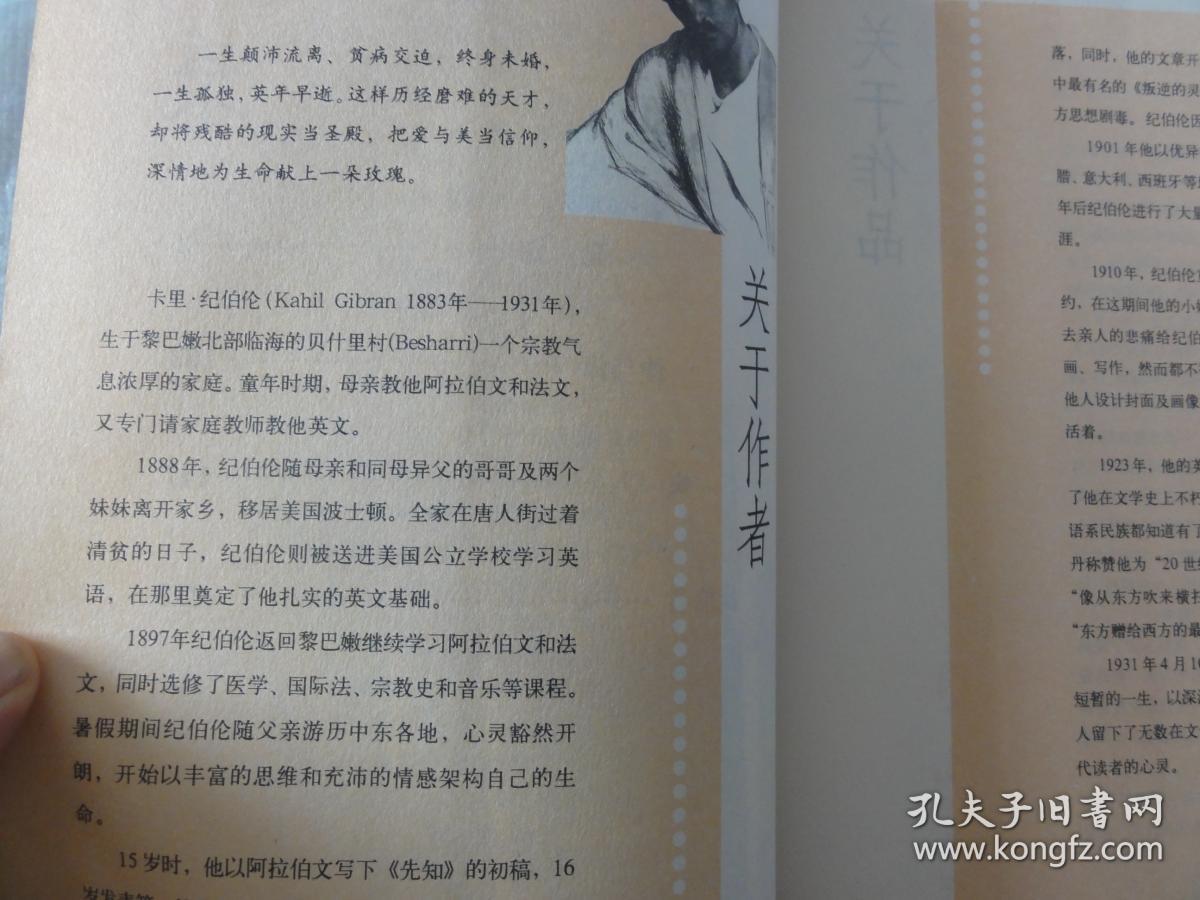 一生颠沛流离、贫病交迫，终身未婚，
一生孤独，英年早逝。这样历经磨难的天才，
却将残酷的现实当圣殿，把爱与美当信仰，
深情地为生命献上一朵玫瑰。
卡里·纪伯伦(Kahil Gibran 1883年——1931年)，
生于黎巴嫩北部临海的贝什里村(Besharri)一个宗教气
息浓厚的家庭。童年时期，母亲教他阿拉伯文和法文，
又专门请家庭教师教他英文。
1888年，纪伯伦随母亲和同母异父的哥哥及两个
妹妹离开家乡，移居美国波士顿。全家在唐人街过着
清贫的日子，纪伯伦则被送进美国公立学校学习英
语，在那里奠定了他扎实的英文基础。
1897年纪伯伦返回黎巴嫩继续学习阿拉伯文和法
文，同时选修了医学、国际法、宗教史和音乐等课程。
暑假期间纪伯伦随父亲游历中东各地，心灵豁然开
朗，开始以丰富的思维和充沛的情感架构自己的生
命。
15岁时，他以阿拉伯文写下《先知》的初稿，16
岁发表第
关于作者
关于作品
落，同时，他的文章开
中最有名的《叛逆的灵
方思想剧毒。纪伯伦因
1901年他以优异
腊、意大利、西班牙等
年后纪伯伦进行了大量
涯。
1910年，纪伯伦
约，在这期间他的小
去亲人的悲痛给纪伯
画、写作，然而都不
他人设计封面及画像
活着。
1923年，他的英
了他在文学史上不朽
语系民族都知道有了
丹称赞他为“20世纪
“像从东方吹来横扫
“东方赠给西方的最
1931年4月10
短暂的一生，以深
人留下了无数在文
代读者的心灵。
孔夫子旧书网
www.kongfz.com